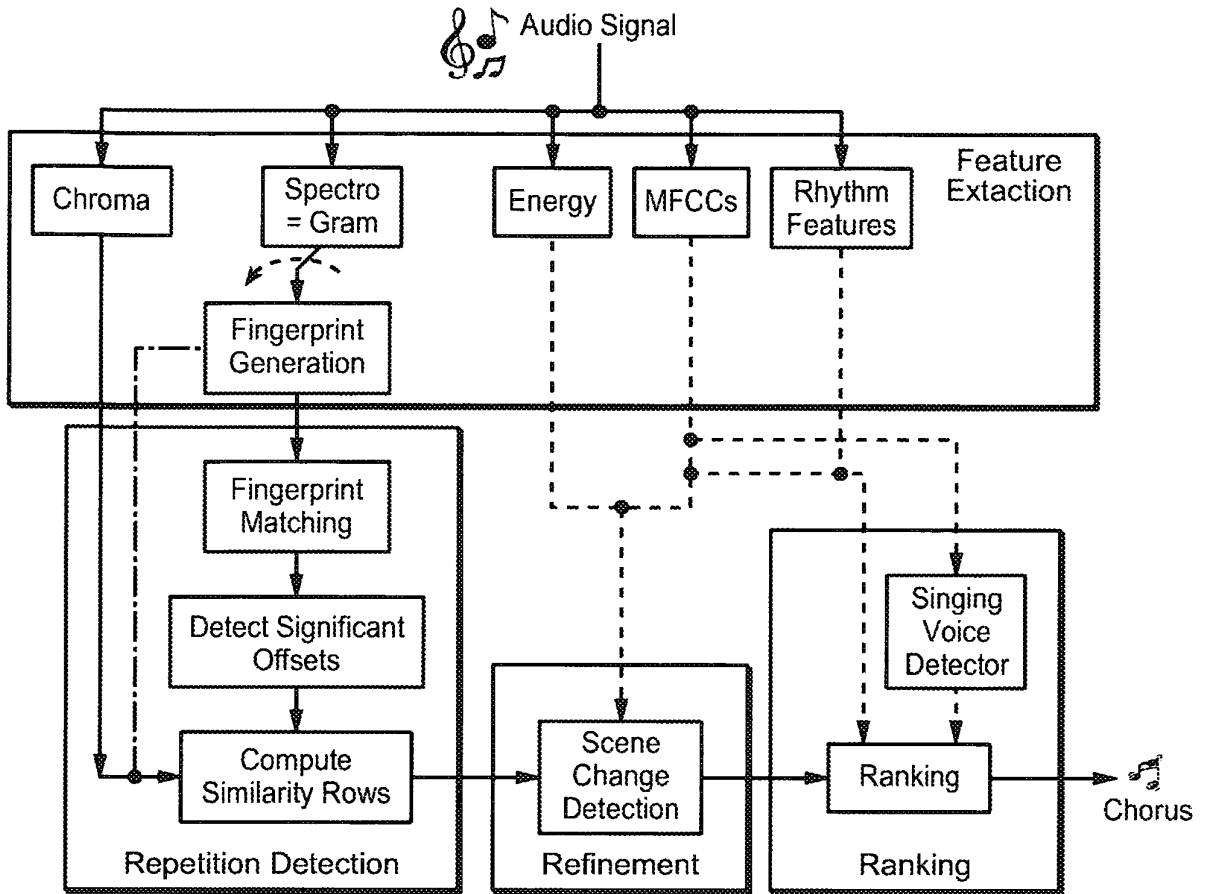 Audio Signal
Feature
Extaction
Chroma
Spectro
= Gram
Energy
MFCCs
Rhythm
Features
Fingerprint
Generation
Fingerprint
Matching
Detect Significant
Offsets
Compute
Similarity Rows
Repetition Detection
Scene
Change
Detection
Refinement
Singing
Voice
Detector
Ranking
Ranking
Chorus